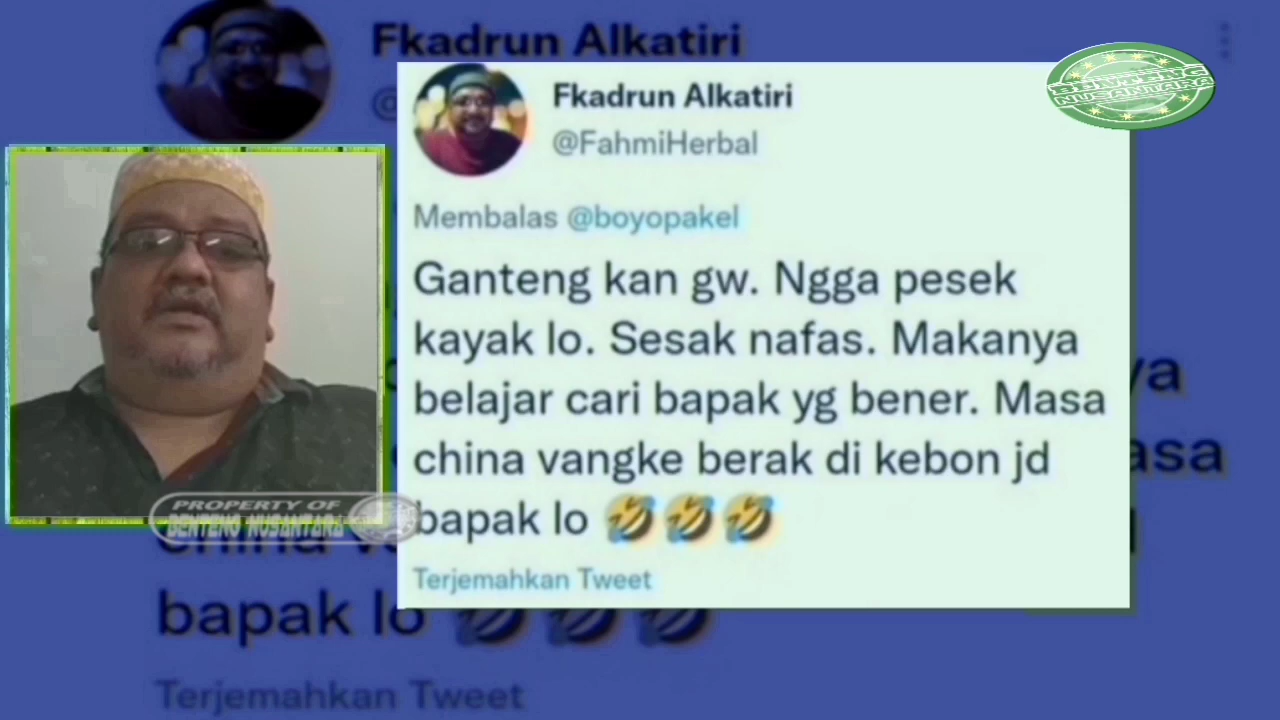 Fkadrun Alkatiri
Fkadrun Alkatiri
@FahmiHerbal
BENTENG
NUSANTARA
Membalas @boyopakel
Ganteng kan gw. Ngga pesek
kayak lo. Sesak nafas. Makanya
belajar cari bapak yg bener. Masa
china vangke berak di kebon jd
bapak lo 🤣🤣🤣
Terjemahkan Tweet
PROPERTY OF
BENTENG NUSANTARA
bapak lo 🤣🤣🤣
Terjemahkan Tweet